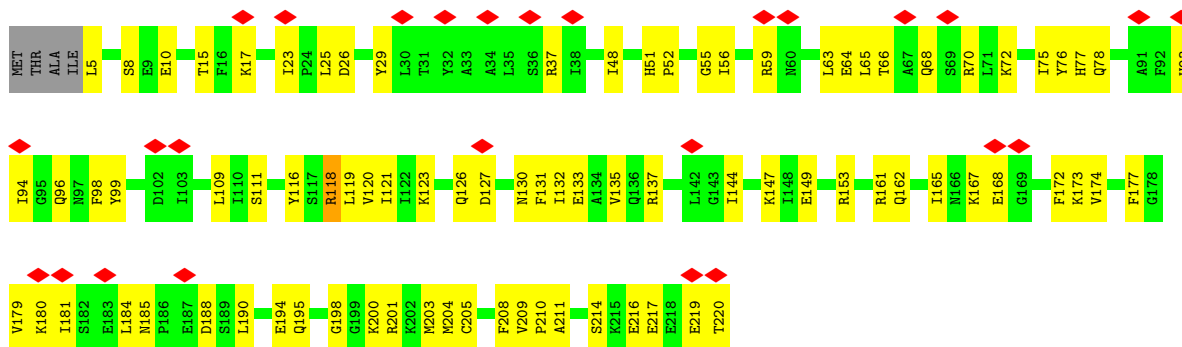 MET THR ALA ILE L5 S8 E9 E10 T15 F16 K17 I23 P24 L25 D26 Y29 L30 T31 Y32 A33 A34 L35 S36 R37 I38 I48 H51 P52 G55 I56 R59 N60 L63 E64 L65 T66 A67 Q68 S69 R70 L71 K72 I75 Y76 H77 Q78 A91 F92
I94 G95 Q96 N97 F98 Y99 D102 I103 L109 I110 S111 Y116 S117 R118 L119 V120 I121 I122 K123 Q126 D127 N130 F131 I132 E133 A134 V135 Q136 R137 L142 G143 I144 K147 I148 E149 R153 R161 Q162 I165 N166 K167 E168 G169 F172 K173 V174 F177 G178
V179 K180 I181 S182 E183 L184 N185 P186 E187 D188 S189 L190 E194 Q195 G198 G199 K200 R201 K202 M203 M204 C205 F208 V209 P210 A211 S214 K215 E216 E217 E218 E219 T220